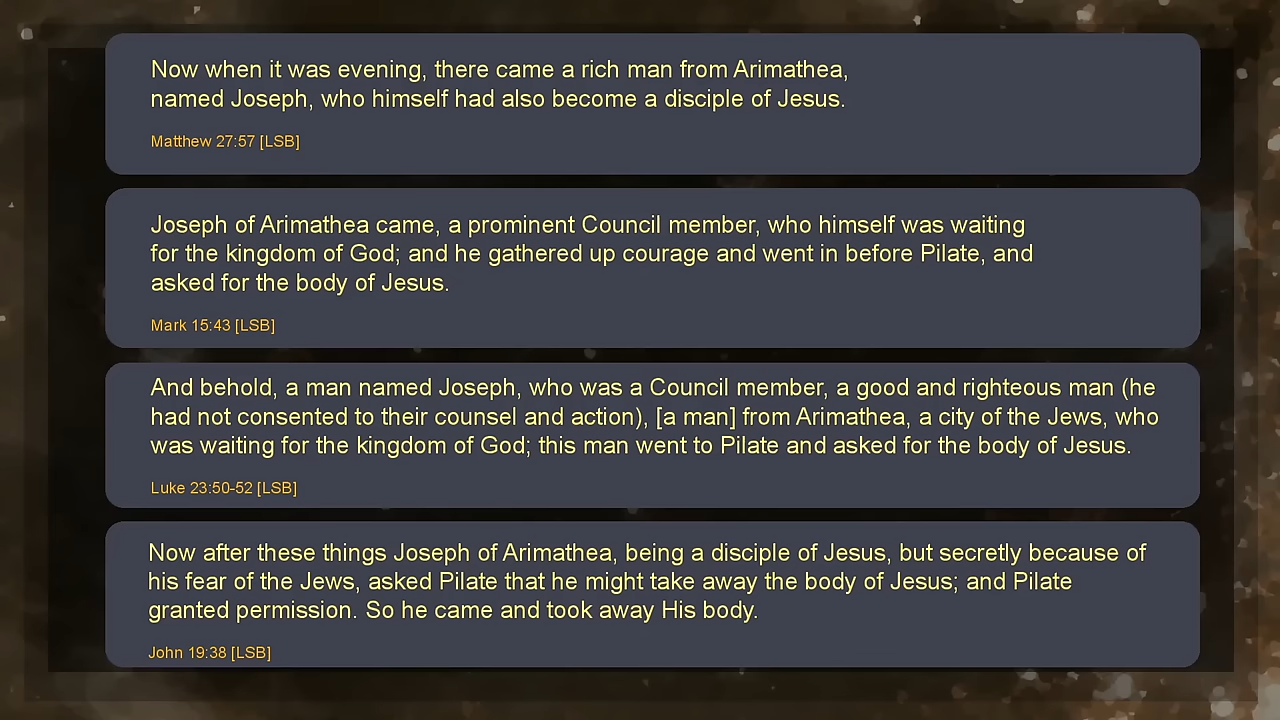 Now when it was evening, there came a rich man from Arimathea,
named Joseph, who himself had also become a disciple of Jesus.
Matthew 27:57 [LSB]
Joseph of Arimathea came, a prominent Council member, who himself was waiting
for the kingdom of God; and he gathered up courage and went in before Pilate, and
asked for the body of Jesus.
Mark 15:43 [LSB]
And behold, a man named Joseph, who was a Council member, a good and righteous man (he
had not consented to their counsel and action), [a man] from Arimathea, a city of the Jews, who
was waiting for the kingdom of God; this man went to Pilate and asked for the body of Jesus.
Luke 23:50-52 [LSB]
Now after these things Joseph of Arimathea, being a disciple of Jesus, but secretly because of
his fear of the Jews, asked Pilate that he might take away the body of Jesus; and Pilate
granted permission. So he came and took away His body.
John 19:38 [LSB]